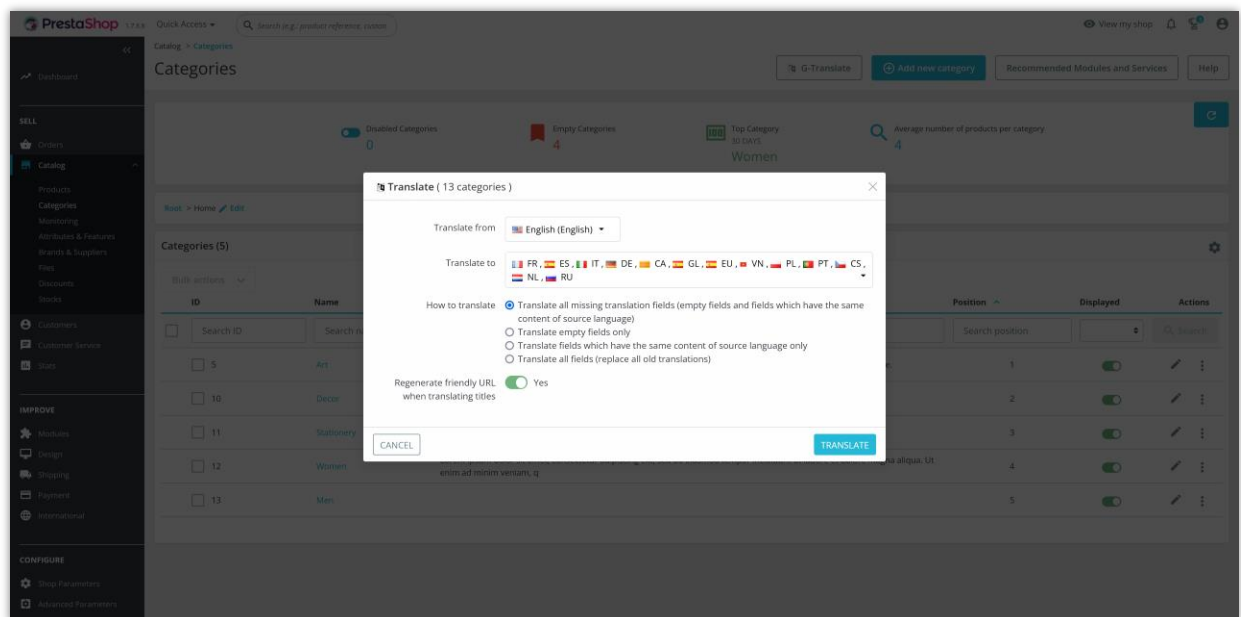 PrestaShop
Quick Access
Search (e.g.: product reference, custom
View my shop
Catalog > Categories
Categories
G-Translate
Add new category
Recommended Modules and Services
Help
Dashboard
SELL
Orders
Catalog
Products
Categories
Monitoring
Attributes & Features
Brands & Suppliers
Files
Discounts
Stocks
Customers
Customer Service
Stats
IMPROVE
Modules
Design
Shipping
Payment
International
CONFIGURE
Shop Parameters
Advanced Parameters
Disabled Categories
0
Empty Categories
4
Top Category
30 DAYS
Women
Average number of products per category
4
Root > Home Edit
Categories (5)
Bulk actions
ID Name Position Displayed Actions
Search ID Search Search position Search
5 Art 1
10 Decor 2
11 Stationery 3
12 Women magna aliqua. Ut 4
enim ad minim veniam, q
13 Men 5
Translate ( 13 categories )
Translate from English (English)
Translate to FR , ES , IT , DE , CA , GL , EU , VN , PL , PT , CS ,
NL , RU
How to translate Translate all missing translation fields (empty fields and fields which have the same
content of source language)
Translate empty fields only
Translate fields which have the same content of source language only
Translate all fields (replace all old translations)
Regenerate friendly URL Yes
when translating titles
CANCEL
TRANSLATE